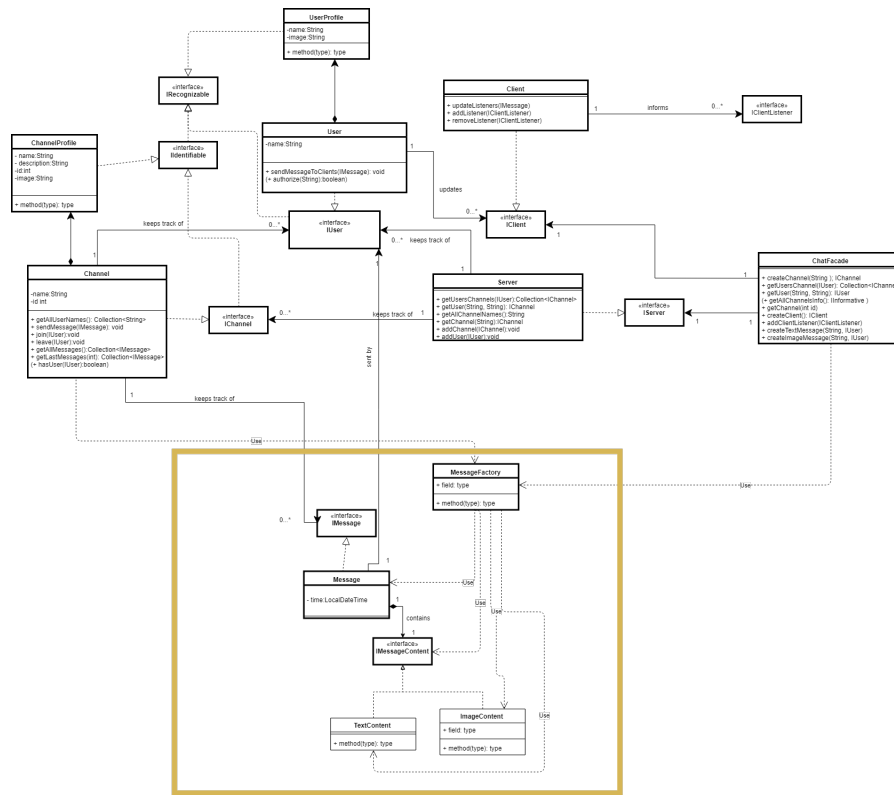 UserProfile
-name:String
-image:String
+ method(type): type
«interface»
IRecognizable
Client
+ updateListeners(IMessage)
+ addListener(IClientListener)
+ removeListener(IClientListener)
1
informs
0...*
«interface»
IClientListener
ChannelProfile
- name:String
- description:String
-id:int
-image:String
+ method(type): type
«interface»
IIdentifiable
User
-name:String
+ sendMessageToClients(IMessage): void
(+ authorize(String):boolean)
1
updates
0...*
«interface»
IUser
«interface»
IClient
keeps track of
0...*
0...*
keeps track of
1
1
1
1
Channel
-name:String
-id int
+ getAllUserNames(): Collection<String>
+ sendMessage(IMessage): void
+ join(IUser):void
+ leave(IUser):void
+ getAllMessages():Collection<IMessage>
+ getLastMessages(int): Collection<IMessage>
(+ hasUser(IUser):boolean)
«interface»
IChannel
0...*
keeps track of
1
Server
+ getUsersChannels(IUser):Collection<IChannel>
+ getUser(String, String): IChannel
+ getAllChannelNames():String
+ getChannel(String):IChannel
+ addChannel(IChannel):void
+ addUser(IUser):void
«interface»
IServer
1
1
ChatFacade
+ createChannel(String ); IChannel
+ getUsersChannel(IUser): Collection<IChannel>
+ getUser(String, String): IUser
(+ getAllChannelsInfo(): IInformative )
+ getChannel(int id)
+ createClient(): IClient
+ addClientListener(IClientListener)
+ createTextMessage(String, IUser)
+ createImageMessage(String, IUser)
sent by
1
keeps track of
Use
Use
MessageFactory
+ field: type
+ method(type): type
0...*
«interface»
IMessage
1
Message
- time:LocalDateTime
1
contains
1
«interface»
IMessageContent
Use
Use
Use
Use
TextContent
+ method(type): type
ImageContent
+ field: type
+ method(type): type